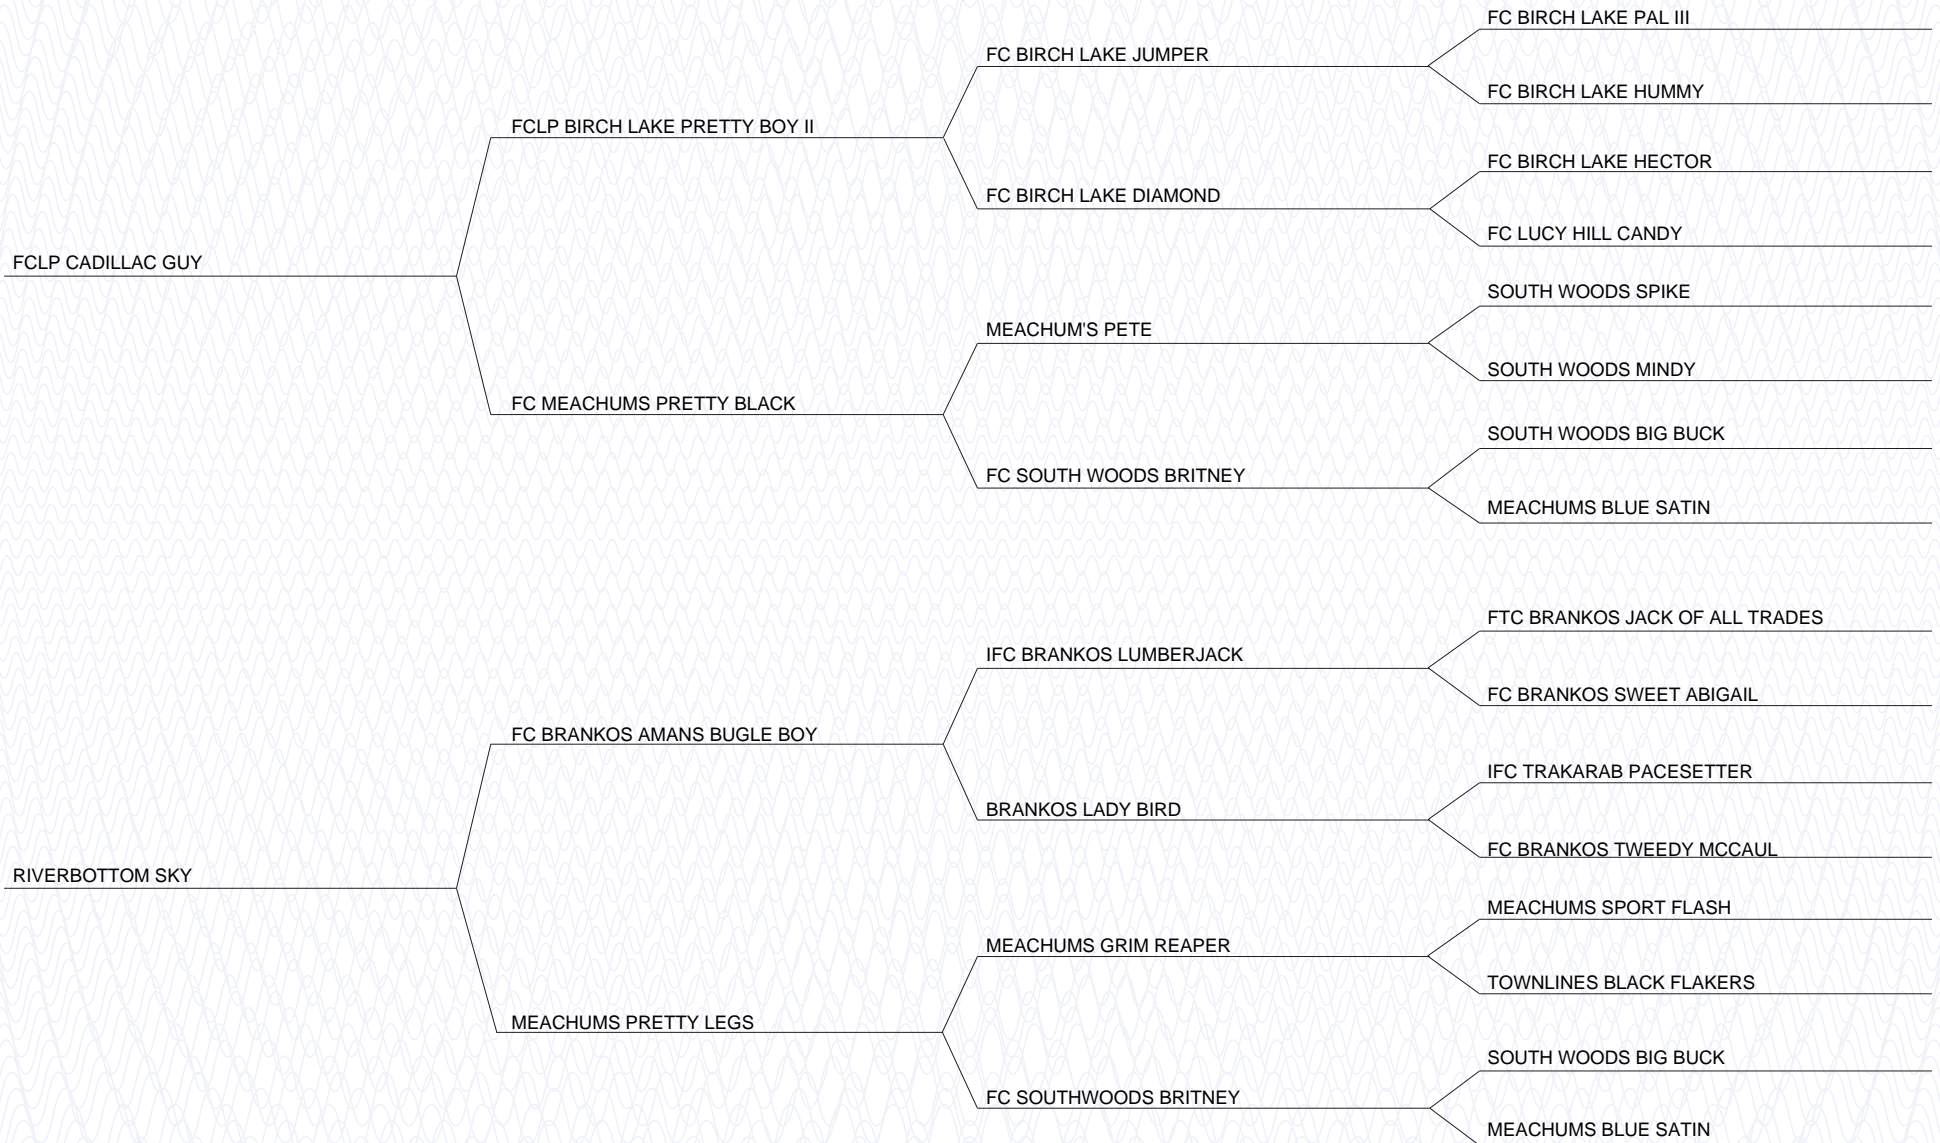 FC BIRCH LAKE PAL III
FC BIRCH LAKE JUMPER
FC BIRCH LAKE HUMMY
FCLP BIRCH LAKE PRETTY BOY II
FC BIRCH LAKE HECTOR
FC BIRCH LAKE DIAMOND
FC LUCY HILL CANDY
FCLP CADILLAC GUY
SOUTH WOODS SPIKE
MEACHUM'S PETE
SOUTH WOODS MINDY
FC MEACHUMS PRETTY BLACK
SOUTH WOODS BIG BUCK
FC SOUTH WOODS BRITNEY
MEACHUMS BLUE SATIN
FTC BRANKOS JACK OF ALL TRADES
IFC BRANKOS LUMBERJACK
FC BRANKOS SWEET ABIGAIL
FC BRANKOS AMANS BUGLE BOY
IFC TRAKARAB PACESETTER
BRANKOS LADY BIRD
FC BRANKOS TWEEDY MCCAUL
RIVERBOTTOM SKY
MEACHUMS SPORT FLASH
MEACHUMS GRIM REAPER
TOWNLINES BLACK FLAKERS
MEACHUMS PRETTY LEGS
SOUTH WOODS BIG BUCK
FC SOUTHWOODS BRITNEY
MEACHUMS BLUE SATIN